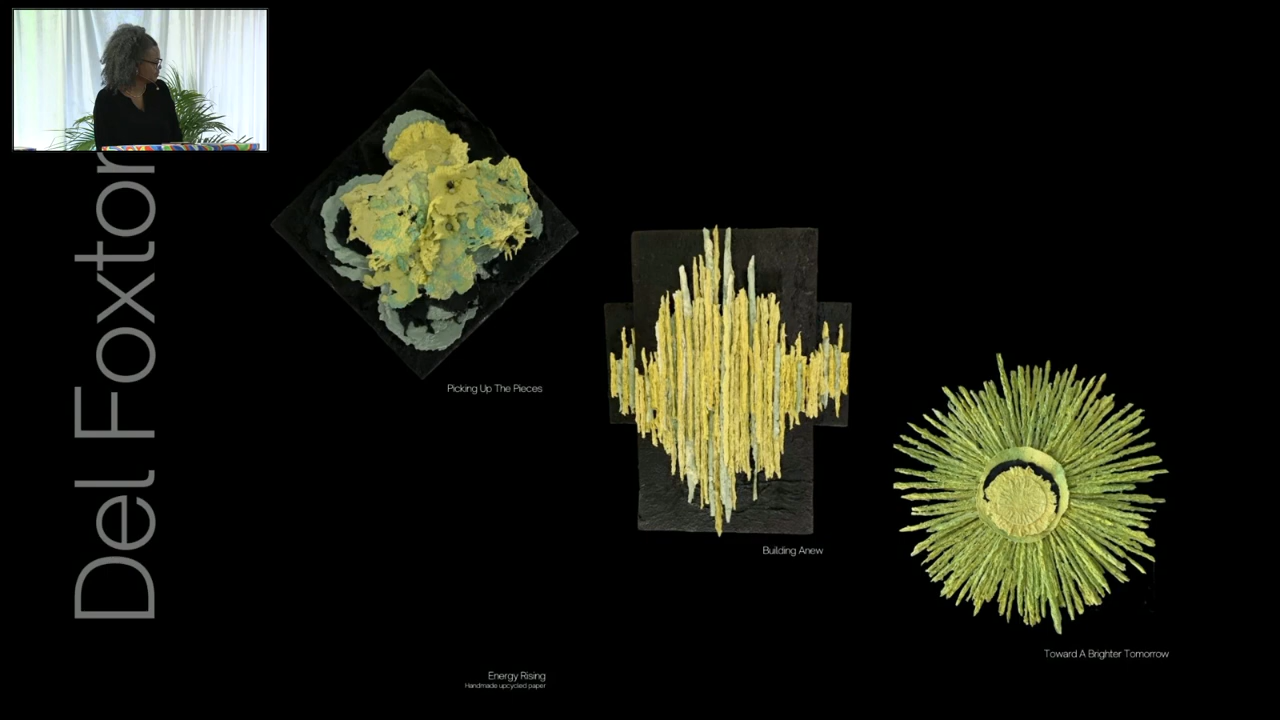 Del Foxton
Picking Up The Pieces
Building Anew
Toward A Brighter Tomorrow
Energy Rising
Handmade upcycled paper